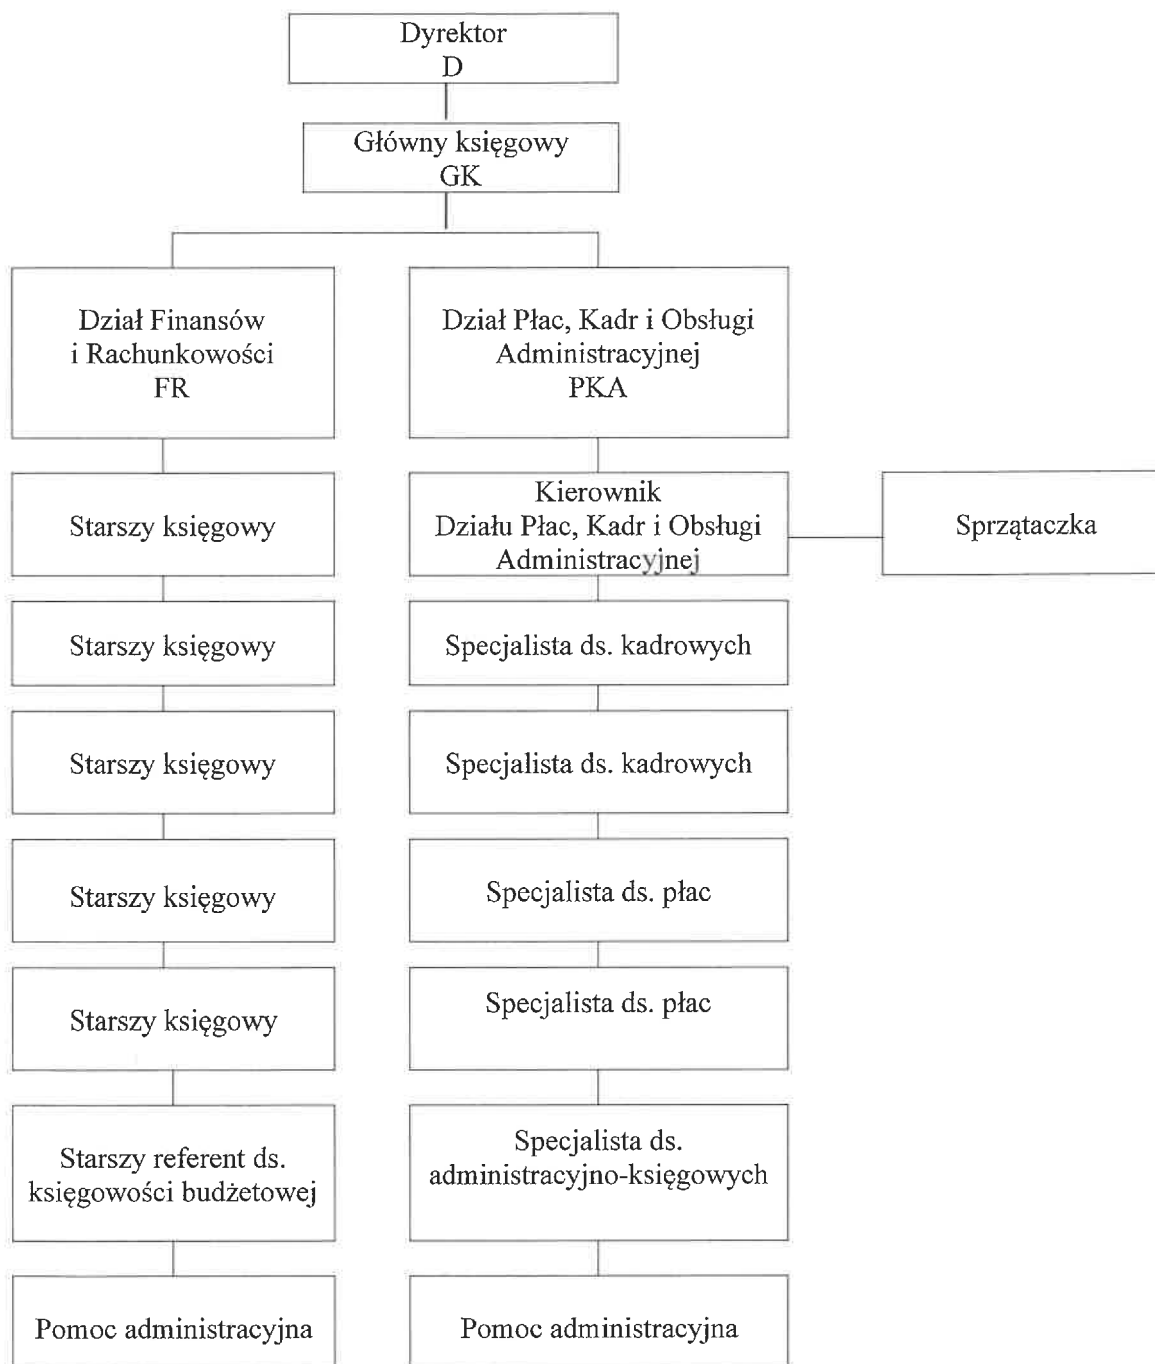 Dyrektor
D
Główny księgowy
GK
Dział Finansów
i Rachunkowości
FR
Dział Płac, Kadr i Obsługi
Administracyjnej
PKA
Starszy księgowy
Kierownik
Działu Płac, Kadr i Obsługi
Administracyjnej
Sprzątaczka
Starszy księgowy
Specjalista ds. kadrowych
Starszy księgowy
Specjalista ds. kadrowych
Starszy księgowy
Specjalista ds. płac
Starszy księgowy
Specjalista ds. płac
Starszy referent ds.
księgowości budżetowej
Specjalista ds.
administracyjno-księgowych
Pomoc administracyjna
Pomoc administracyjna